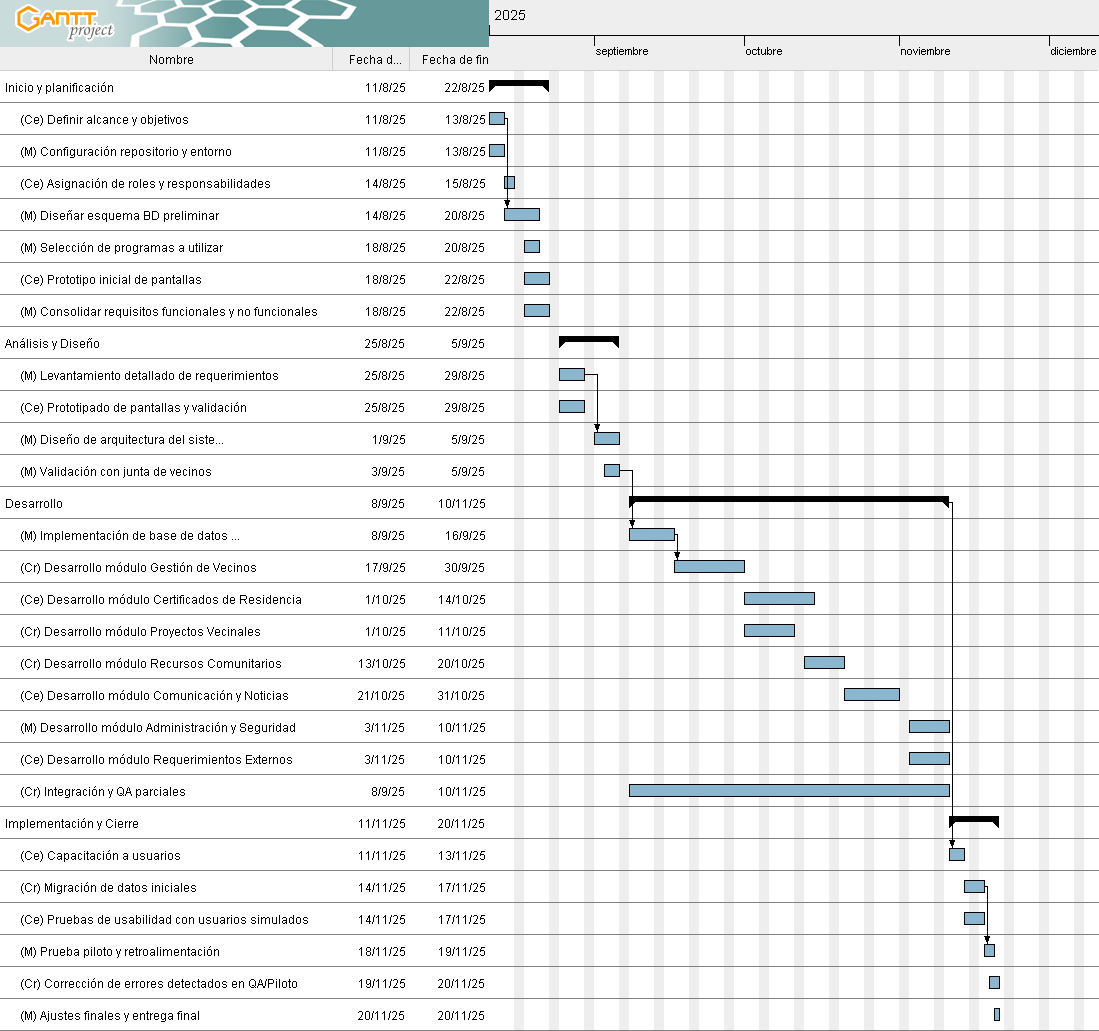 GANTT
project
2025
septiembre octubre noviembre diciembre
Nombre Fecha d... Fecha de fin
Inicio y planificación 11/8/25 22/8/25
(Ce) Definir alcance y objetivos 11/8/25 13/8/25
(M) Configuración repositorio y entorno 11/8/25 13/8/25
(Ce) Asignación de roles y responsabilidades 14/8/25 15/8/25
(M) Diseñar esquema BD preliminar 14/8/25 20/8/25
(M) Selección de programas a utilizar 18/8/25 20/8/25
(Ce) Prototipo inicial de pantallas 18/8/25 22/8/25
(M) Consolidar requisitos funcionales y no funcionales 18/8/25 22/8/25
Análisis y Diseño 25/8/25 5/9/25
(M) Levantamiento detallado de requerimientos 25/8/25 29/8/25
(Ce) Prototipado de pantallas y validación 25/8/25 29/8/25
(M) Diseño de arquitectura del siste... 1/9/25 5/9/25
(M) Validación con junta de vecinos 3/9/25 5/9/25
Desarrollo 8/9/25 10/11/25
(M) Implementación de base de datos ... 8/9/25 16/9/25
(Cr) Desarrollo módulo Gestión de Vecinos 17/9/25 30/9/25
(Ce) Desarrollo módulo Certificados de Residencia 1/10/25 14/10/25
(Cr) Desarrollo módulo Proyectos Vecinales 1/10/25 11/10/25
(Cr) Desarrollo módulo Recursos Comunitarios 13/10/25 20/10/25
(Ce) Desarrollo módulo Comunicación y Noticias 21/10/25 31/10/25
(M) Desarrollo módulo Administración y Seguridad 3/11/25 10/11/25
(Ce) Desarrollo módulo Requerimientos Externos 3/11/25 10/11/25
(Cr) Integración y QA parciales 8/9/25 10/11/25
Implementación y Cierre 11/11/25 20/11/25
(Ce) Capacitación a usuarios 11/11/25 13/11/25
(Cr) Migración de datos iniciales 14/11/25 17/11/25
(Ce) Pruebas de usabilidad con usuarios simulados 14/11/25 17/11/25
(M) Prueba piloto y retroalimentación 18/11/25 19/11/25
(Cr) Corrección de errores detectados en QA/Piloto 19/11/25 20/11/25
(M) Ajustes finales y entrega final 20/11/25 20/11/25